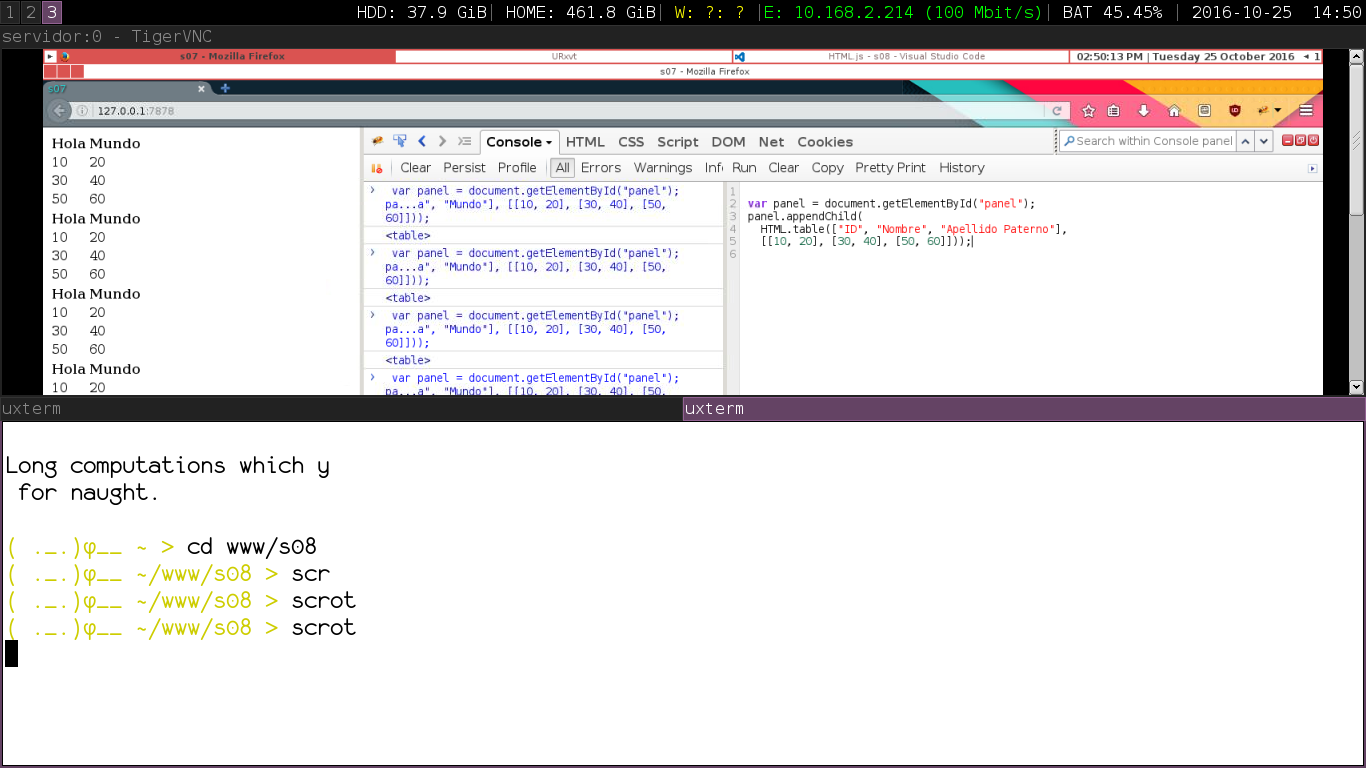 1 2 3 HDD: 37.9 GiB| HOME: 461.8 GiB| W: ?: ? |E: 10.168.2.214 (100 Mbit/s)| BAT 45.45% | 2016-10-25 14:50
servidor:0 - TigerVNC
s07 - Mozilla Firefox URxvt HTML.js - s08 - Visual Studio Code 02:50:13 PM | Tuesday 25 October 2016 ◂ 1
s07 - Mozilla Firefox
s07
127.0.0.1:7878
Hola Mundo
10 20
30 40
50 60
Hola Mundo
10 20
30 40
50 60
Hola Mundo
10 20
30 40
50 60
Hola Mundo
10 20
Console HTML CSS Script DOM Net Cookies
Search within Console panel
Clear Persist Profile All Errors Warnings Inf Run Clear Copy Pretty Print History
var panel = document.getElementById("panel");
pa...a", "Mundo"], [[10, 20], [30, 40], [50,
60]]));
<table>
var panel = document.getElementById("panel");
pa...a", "Mundo"], [[10, 20], [30, 40], [50,
60]]));
<table>
var panel = document.getElementById("panel");
pa...a", "Mundo"], [[10, 20], [30, 40], [50,
60]]));
<table>
var panel = document.getElementById("panel");
pa...a", "Mundo"], [[10, 20], [30, 40], [50,
1
2 var panel = document.getElementById("panel");
3 panel.appendChild(
4 HTML.table(["ID", "Nombre", "Apellido Paterno"],
5 [[10, 20], [30, 40], [50, 60]]));
6
uxterm
uxterm
Long computations which y
for naught.
( ._.)φ__ ~ > cd www/s08
( ._.)φ__ ~/www/s08 > scr
( ._.)φ__ ~/www/s08 > scrot
( ._.)φ__ ~/www/s08 > scrot